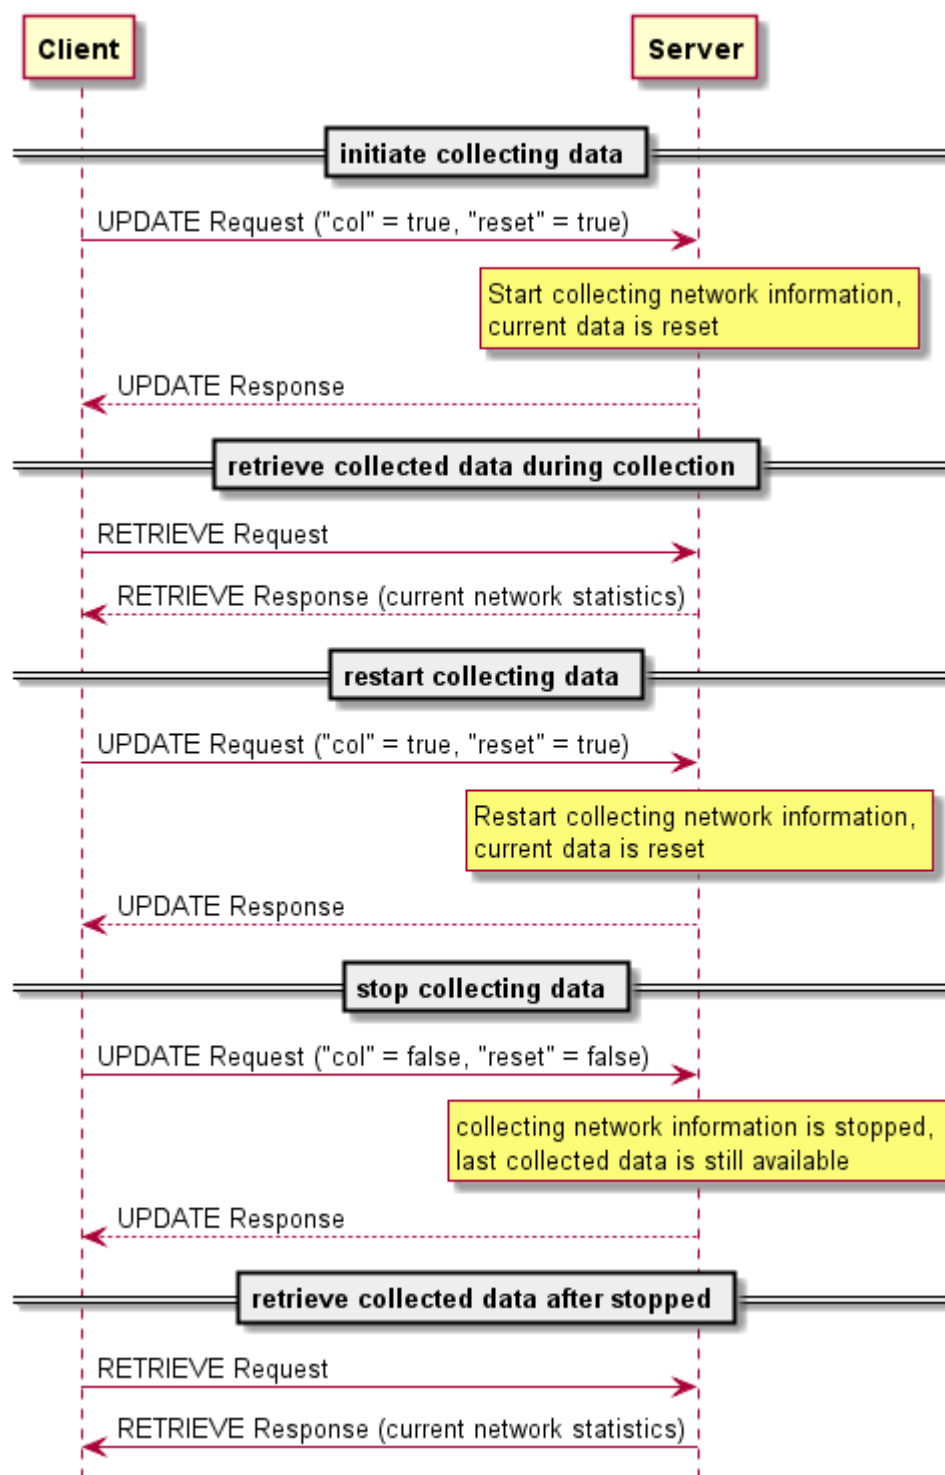 Client
Server
initiate collecting data
UPDATE Request ("col" = true, "reset" = true)
Start collecting network information,
current data is reset
UPDATE Response
retrieve collected data during collection
RETRIEVE Request
RETRIEVE Response (current network statistics)
restart collecting data
UPDATE Request ("col" = true, "reset" = true)
Restart collecting network information,
current data is reset
UPDATE Response
stop collecting data
UPDATE Request ("col" = false, "reset" = false)
collecting network information is stopped,
last collected data is still available
UPDATE Response
retrieve collected data after stopped
RETRIEVE Request
RETRIEVE Response (current network statistics)